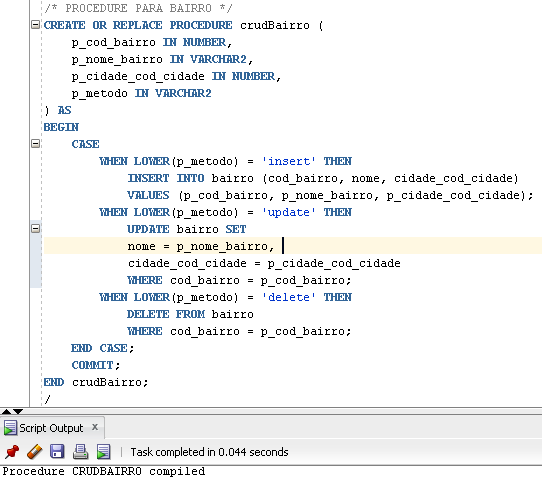 /* PROCEDURE PARA BAIRRO */
CREATE OR REPLACE PROCEDURE crudBairro (
p_cod_bairro IN NUMBER,
p_nome_bairro IN VARCHAR2,
p_cidade_cod_cidade IN NUMBER,
p_metodo IN VARCHAR2
) AS
BEGIN
CASE
WHEN LOWER(p_metodo) = 'insert' THEN
INSERT INTO bairro (cod_bairro, nome, cidade_cod_cidade)
VALUES (p_cod_bairro, p_nome_bairro, p_cidade_cod_cidade);
WHEN LOWER(p_metodo) = 'update' THEN
UPDATE bairro SET
nome = p_nome_bairro,
cidade_cod_cidade = p_cidade_cod_cidade
WHERE cod_bairro = p_cod_bairro;
WHEN LOWER(p_metodo) = 'delete' THEN
DELETE FROM bairro
WHERE cod_bairro = p_cod_bairro;
END CASE;
COMMIT;
END crudBairro;
/
Script Output x
Task completed in 0.044 seconds
Procedure CRUDBAIRRO compiled